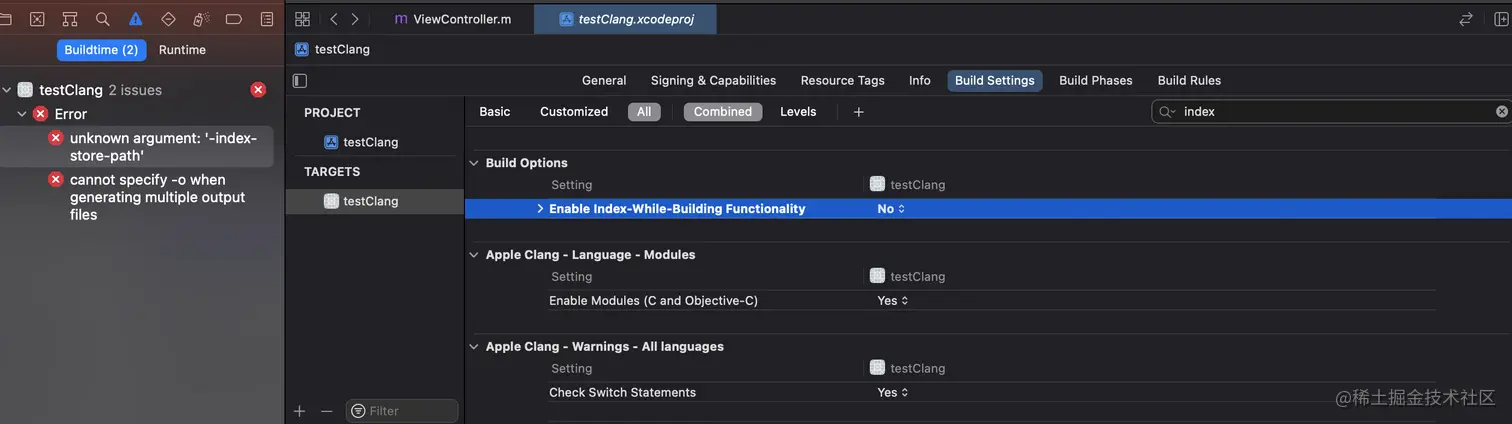 ViewController.m
testClang.xcodeproj
Buildtime (2)
Runtime
testClang
General
Signing & Capabilities
Resource Tags
Info
Build Settings
Build Phases
Build Rules
testClang 2 issues
Error
unknown argument: '-index-
store-path'
cannot specify -o when
generating multiple output
files
PROJECT
testClang
TARGETS
testClang
Filter
Basic
Customized
All
Combined
Levels
index
Build Options
Setting
testClang
Enable Index-While-Building Functionality
No
Apple Clang - Language - Modules
Setting
testClang
Enable Modules (C and Objective-C)
Yes
Apple Clang - Warnings - All languages
Setting
testClang
Check Switch Statements
Yes
@稀土掘金技术社区